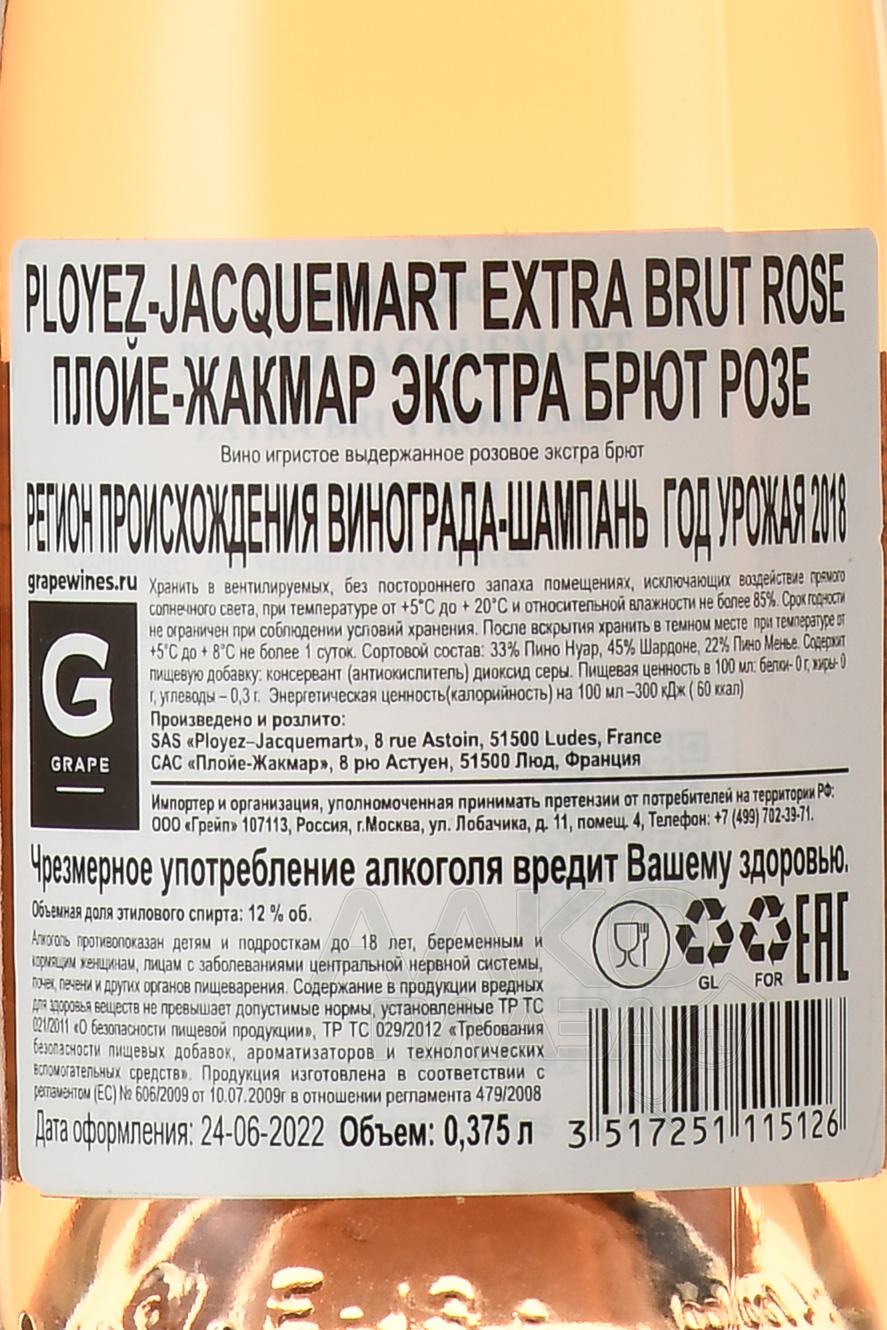 PLOYEZ-JACQUEMART EXTRA BRUT ROSE
ПЛОЙЕ-ЖАКМАР ЭКСТРА БРЮТ РОЗЕ
Вино игристое выдержанное розовое экстра брют
РЕГИОН ПРОИСХОЖДЕНИЯ ВИНОГРАДА-ШАМПАНЬ ГОД УРОЖАЯ 2018
grapewines.ru
G
GRAPE
Хранить в вентилируемых, без постороннего запаха помещениях, исключающих воздействие прямого
солнечного света, при температуре от +5°С до + 20°С и относительной влажности не более 85%. Срок годности
не ограничен при соблюдении условий хранения. После вскрытия хранить в темном месте при температуре от
+5°С до + 8°С не более 1 суток. Сортовой состав: 33% Пино Нуар, 45% Шардоне, 22% Пино Менье. Содержит
пищевую добавку: консервант (антиокислитель) диоксид серы. Пищевая ценность в 100 мл: белки- 0 г, жиры- 0
г, углеводы – 0,3 г. Энергетическая ценность(калорийность) на 100 мл –300 кДж ( 60 ккал)
Произведено и розлито:
SAS «Ployez–Jacquemart», 8 rue Astoin, 51500 Ludes, France
САС «Плойе-Жакмар», 8 рю Астуен, 51500 Люд, Франция
Импортер и организация, уполномоченная принимать претензии от потребителей на территории РФ:
ООО «Грейп» 107113, Россия, г.Москва, ул. Лобачика, д. 11, помещ. 4, Телефон: +7 (499) 702-39-71.
Чрезмерное употребление алкоголя вредит Вашему здоровью.
Объемная доля этилового спирта: 12 % об.
Алкоголь противопоказан детям и подросткам до 18 лет, беременным и
кормящим женщинам, лицам с заболеваниями центральной нервной системы,
почек, печени и других органов пищеварения. Содержание в продукции вредных
для здоровья веществ не превышает допустимые нормы, установленные ТР ТС
021/2011 «О безопасности пищевой продукции», ТР ТС 029/2012 «Требования
безопасности пищевых добавок, ароматизаторов и технологических
вспомогательных средств». Продукция изготовлена в соответствии с
регламентом (ЕС) № 606/2009 от 10.07.2009г в отношении регламента 479/2008
Дата оформления: 24-06-2022 Объем: 0,375 л
GL
FOR
EAC
3 517251 115126
АЛКО
ПЛАЗА